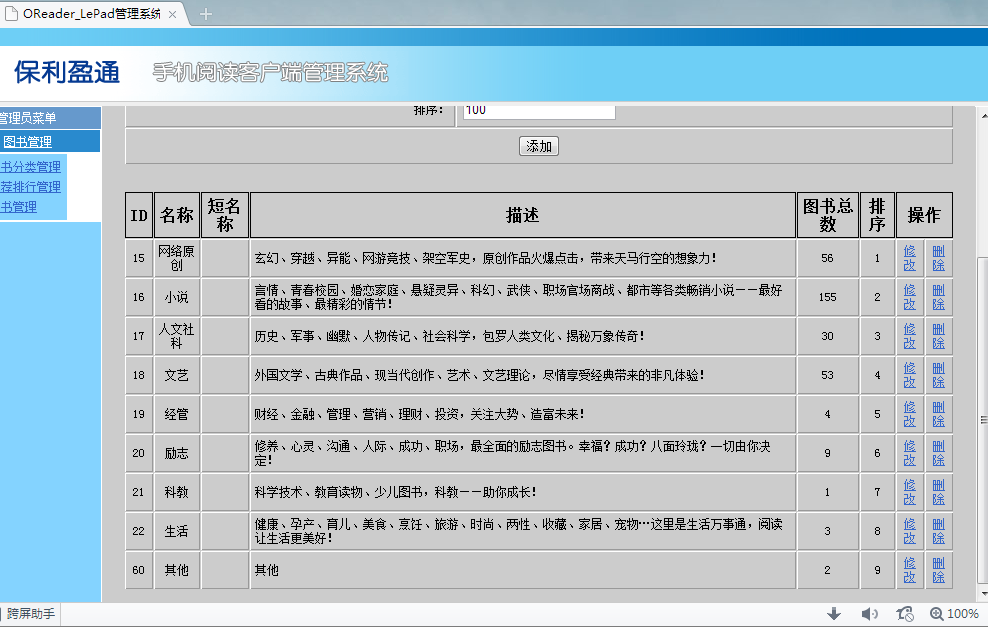 OReader_LePad管理系统
保利盈通 手机阅读客户端管理系统
管理员菜单
图书管理
书分类管理
荐排行管理
书管理
排序： 100
添加
ID 名称 短名称 描述 图书总数 排序 操作
15 网络原创 玄幻、穿越、异能、网游竞技、架空军史，原创作品火爆点击，带来天马行空的想象力！ 56 1 修改 删除
16 小说 言情、青春校园、婚恋家庭、悬疑灵异、科幻、武侠、职场官场商战、都市等各类畅销小说——最好
看的故事、最精彩的情节！ 155 2 修改 删除
17 人文社科 历史、军事、幽默、人物传记、社会科学，包罗人类文化、揭秘万象传奇！ 30 3 修改 删除
18 文艺 外国文学、古典作品、现当代创作、艺术、文艺理论，尽情享受经典带来的非凡体验！ 53 4 修改 删除
19 经管 财经、金融、管理、营销、理财、投资，关注大势、造富未来！ 4 5 修改 删除
20 励志 修养、心灵、沟通、人际、成功、职场，最全面的励志图书。幸福？成功？八面玲珑？一切由你决
定！ 9 6 修改 删除
21 科教 科学技术、教育读物、少儿图书，科教——助你成长！ 1 7 修改 删除
22 生活 健康、孕产、育儿、美食、烹饪、旅游、时尚、两性、收藏、家居、宠物…这里是生活万事通，阅读
让生活更美好！ 3 8 修改 删除
60 其他 其他 2 9 修改 删除
跨屏助手 100%